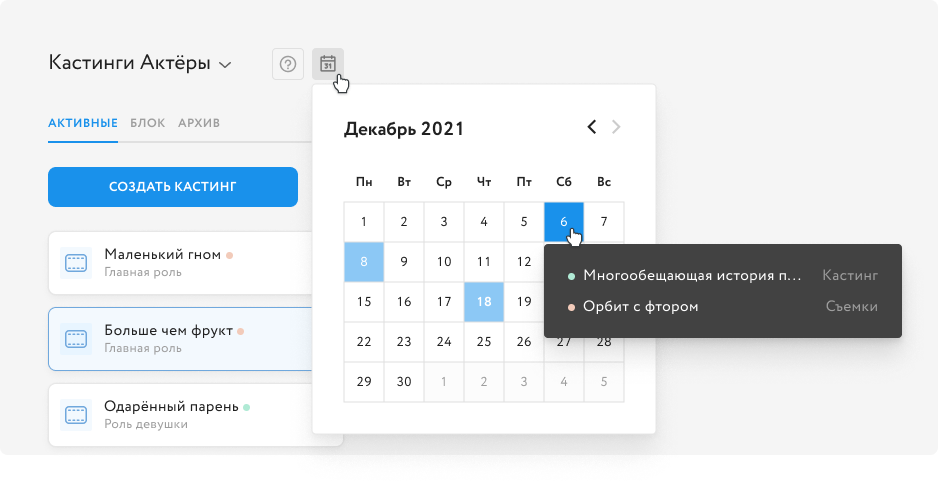 Кастинги Актёры
31
АКТИВНЫЕ БЛОК АРХИВ
СОЗДАТЬ КАСТИНГ
Маленький гном
Главная роль
Больше чем фрукт
Главная роль
Одарённый парень
Роль девушки
Декабрь 2021
Пн Вт Ср Чт Пт Сб Вс
1 2 3 4 5 6 7
8 9 10 11 12
15 16 17 18 19
22 23 24 25 26 27 28
29 30 1 2 3 4 5
Многообещающая история п... Кастинг
Орбит с фтором Съемки